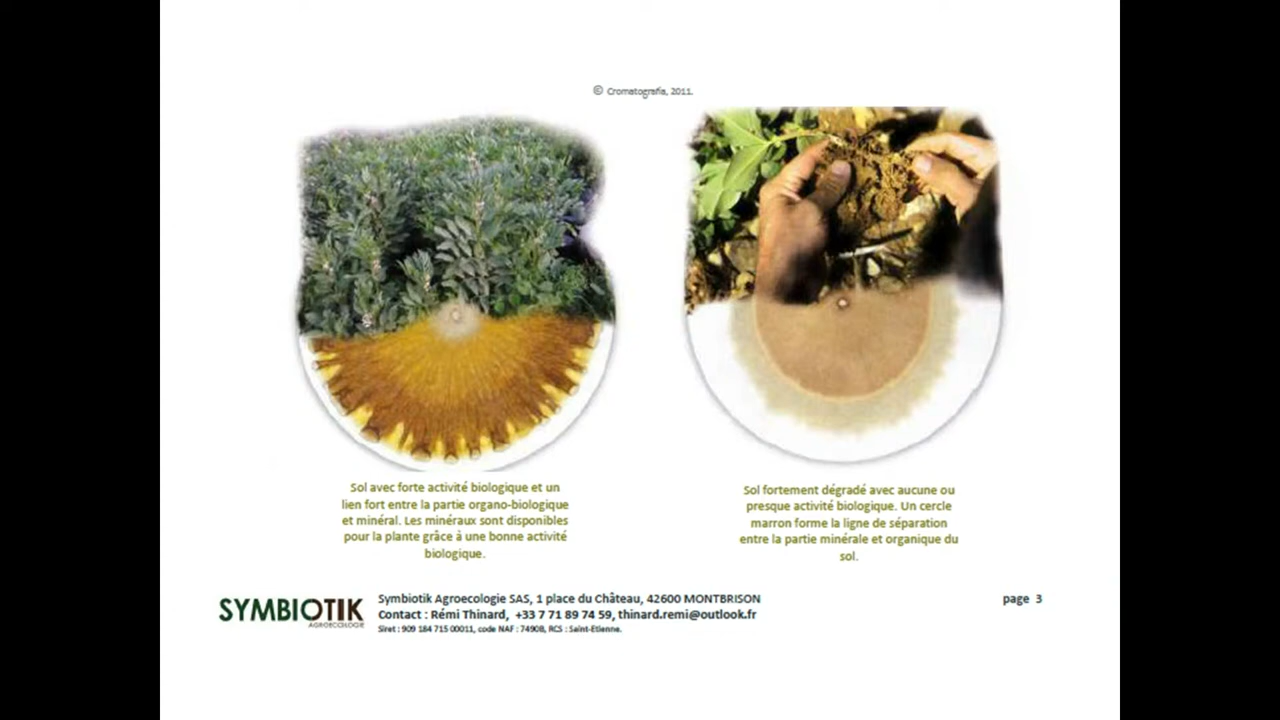 © Cromatografía, 2011.
Sol avec forte activité biologique et un
lien fort entre la partie organo-biologique
et minéral. Les minéraux sont disponibles
pour la plante grâce à une bonne activité
biologique.
Sol fortement dégradé avec aucune ou
presque activité biologique. Un cercle
marron forme la ligne de séparation
entre la partie minérale et organique du
sol.
SYMBIOTIK
AGROECOLOGIE
Symbiotik Agroecologie SAS, 1 place du Château, 42600 MONTBRISON
Contact : Rémi Thinard, +33 7 71 89 74 59, thinard.remi@outlook.fr
Siret : 909 184 715 00011, code NAF : 7490B, RCS : Saint-Etienne.
page 3